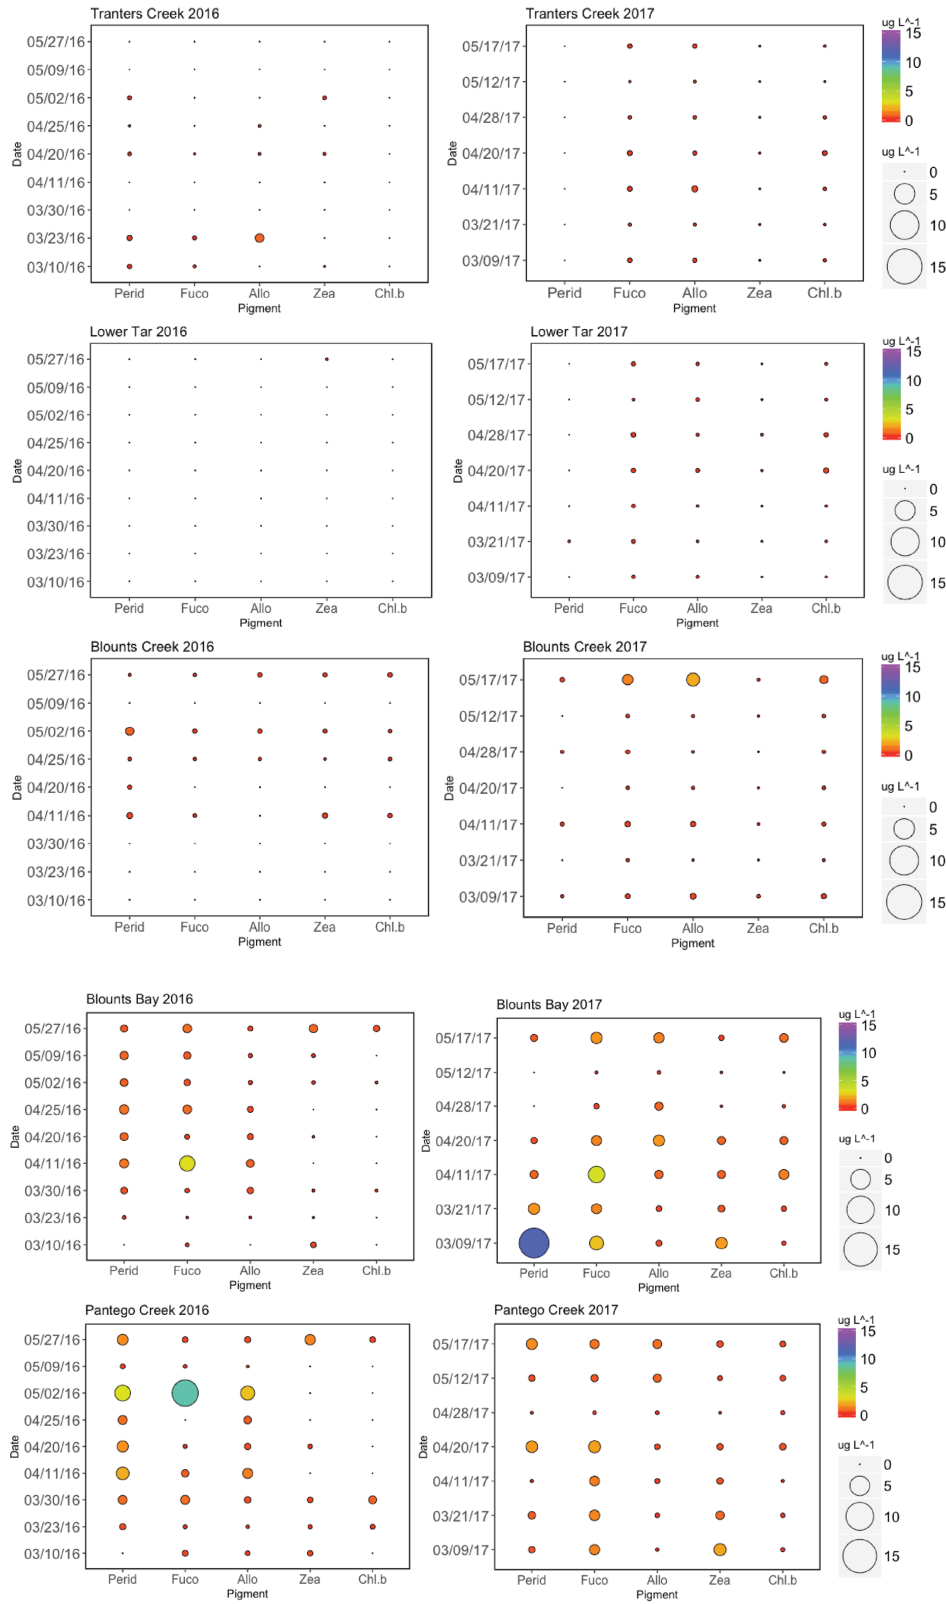 Tranters Creek 2016
05/27/16
05/09/16
05/02/16
04/25/16
04/20/16
04/11/16
03/30/16
03/23/16
03/10/16
Date
Perid Fuco Allo Zea Chl.b
Pigment
Tranters Creek 2017
05/17/17
05/12/17
04/28/17
04/20/17
04/11/17
03/21/17
03/09/17
Date
Perid Fuco Allo Zea Chl.b
Pigment
ug L^-1
15
10
5
0
ug L^-1
0
5
10
15
Lower Tar 2016
05/27/16
05/09/16
05/02/16
04/25/16
04/20/16
04/11/16
03/30/16
03/23/16
03/10/16
Date
Perid Fuco Allo Zea Chl.b
Pigment
Lower Tar 2017
05/17/17
05/12/17
04/28/17
04/20/17
04/11/17
03/21/17
03/09/17
Date
Perid Fuco Allo Zea Chl.b
Pigment
ug L^-1
15
10
5
0
ug L^-1
0
5
10
15
Blounts Creek 2016
05/27/16
05/09/16
05/02/16
04/25/16
04/20/16
04/11/16
03/30/16
03/23/16
03/10/16
Date
Perid Fuco Allo Zea Chl.b
Pigment
Blounts Creek 2017
05/17/17
05/12/17
04/28/17
04/20/17
04/11/17
03/21/17
03/09/17
Date
Perid Fuco Allo Zea Chl.b
Pigment
ug L^-1
15
10
5
0
ug L^-1
0
5
10
15
Blounts Bay 2016
05/27/16
05/09/16
05/02/16
04/25/16
04/20/16
04/11/16
03/30/16
03/23/16
03/10/16
Date
Perid Fuco Allo Zea Chl.b
Pigment
Blounts Bay 2017
05/17/17
05/12/17
04/28/17
04/20/17
04/11/17
03/21/17
03/09/17
Date
Perid Fuco Allo Zea Chl.b
Pigment
ug L^-1
15
10
5
0
ug L^-1
0
5
10
15
Pantego Creek 2016
05/27/16
05/09/16
05/02/16
04/25/16
04/20/16
04/11/16
03/30/16
03/23/16
03/10/16
Date
Perid Fuco Allo Zea Chl.b
Pigment
Pantego Creek 2017
05/17/17
05/12/17
04/28/17
04/20/17
04/11/17
03/21/17
03/09/17
Date
Perid Fuco Allo Zea Chl.b
Pigment
ug L^-1
15
10
5
0
ug L^-1
0
5
10
15